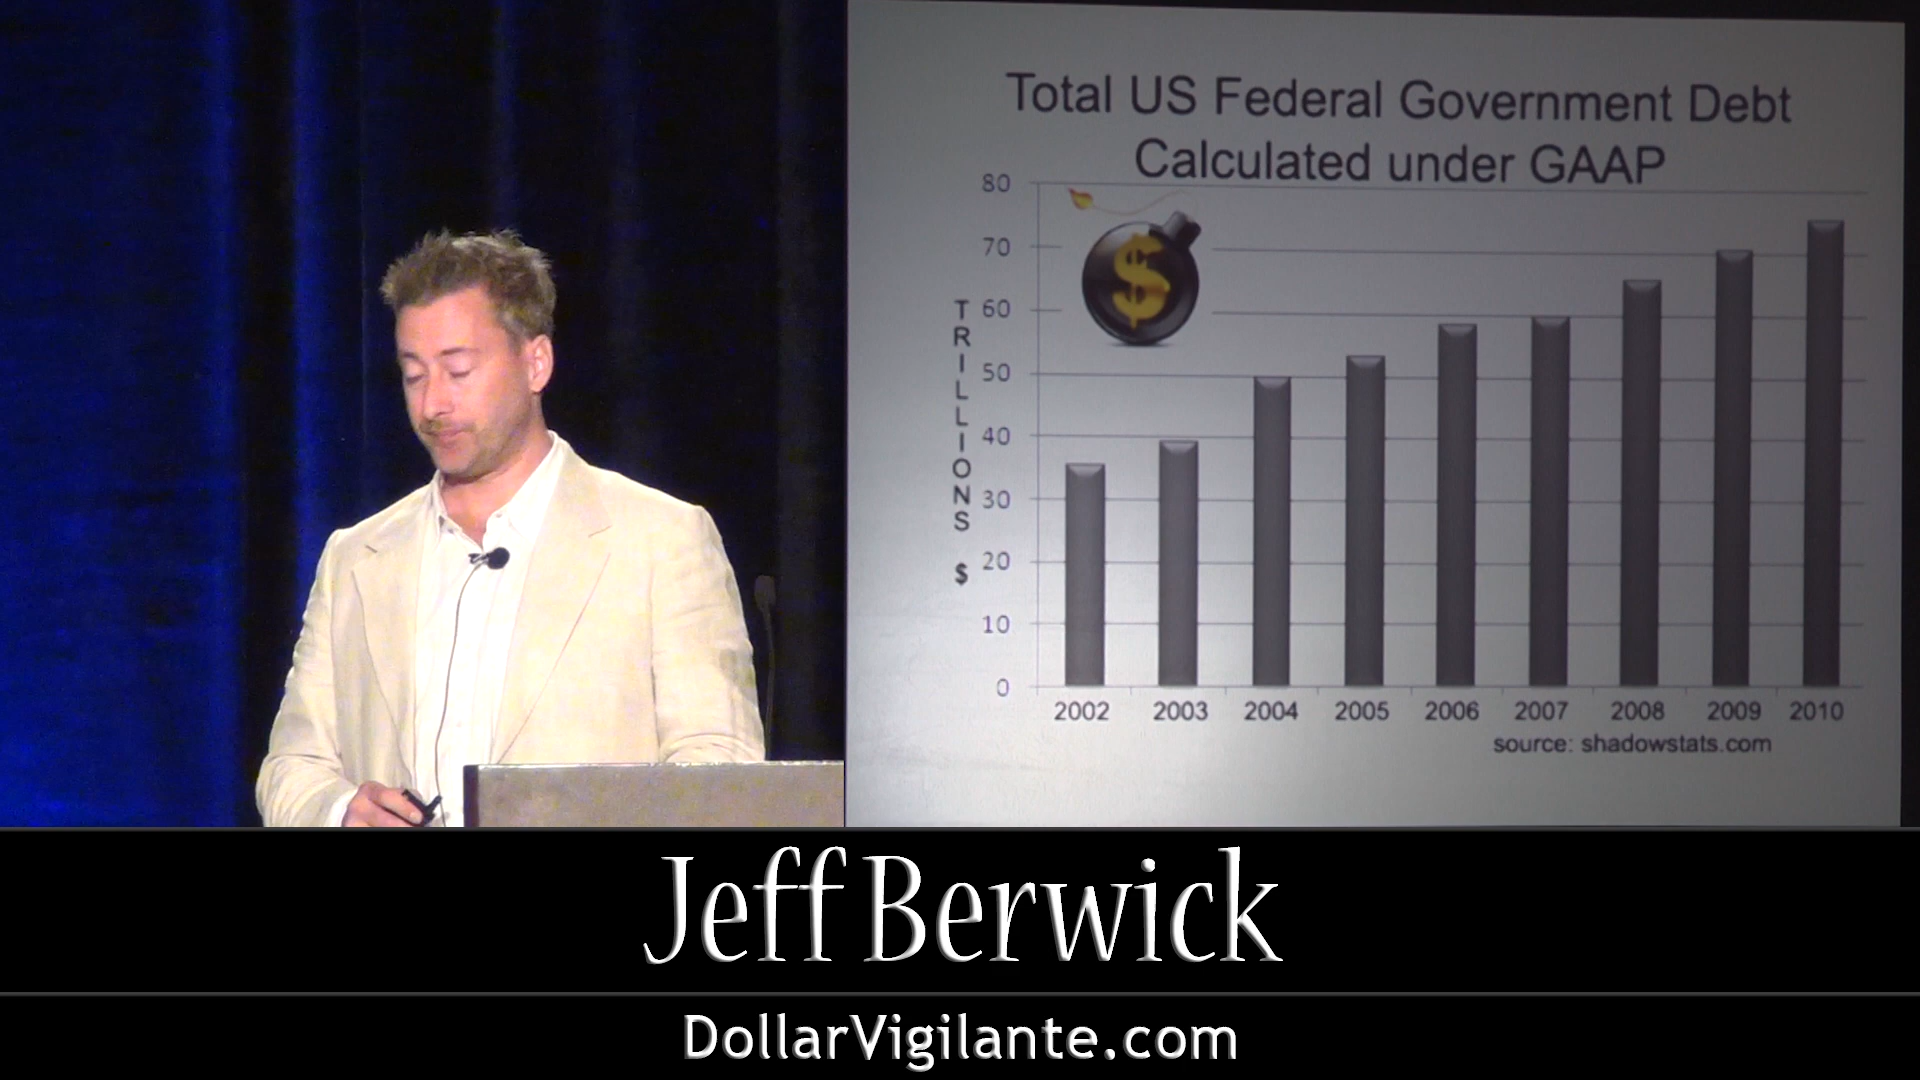 Total US Federal Government Debt
Calculated under GAAP
80
70
60
50
40
30
20
10
0
TRILLIONS $
$
2002 2003 2004 2005 2006 2007 2008 2009 2010
source: shadowstats.com
Jeff Berwick
DollarVigilante.com